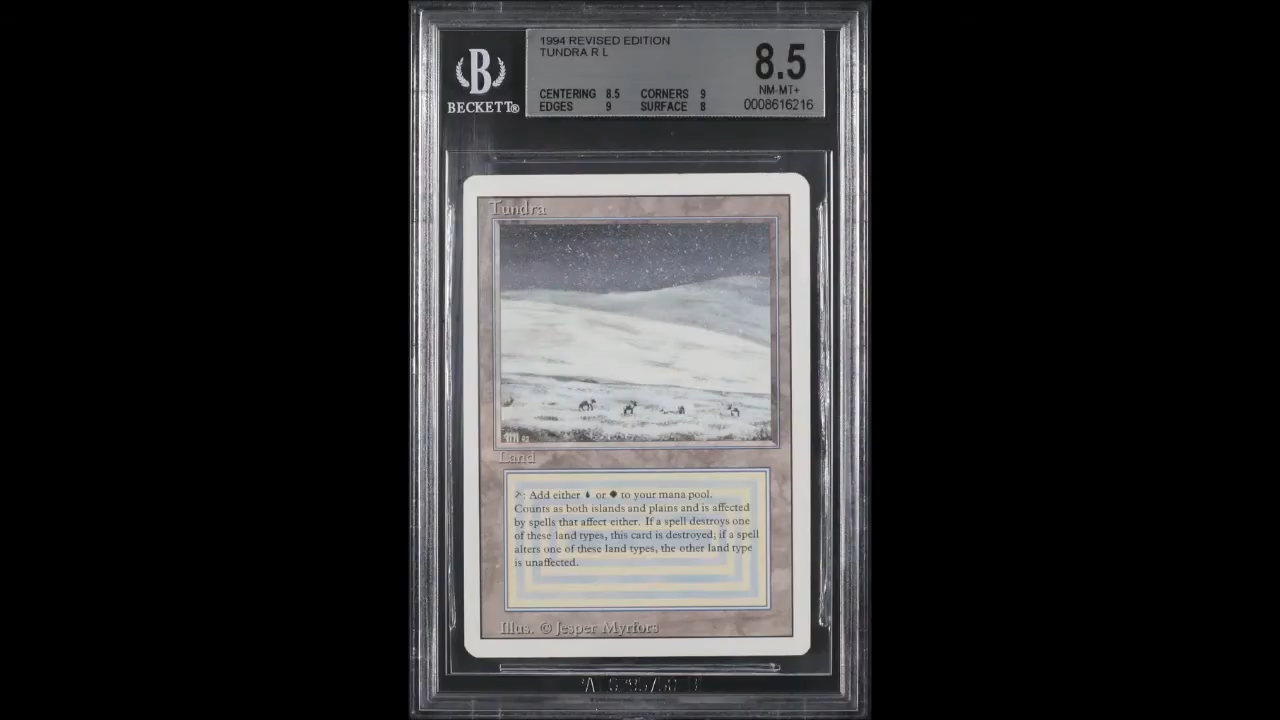 1994 REVISED EDITION
TUNDRA R L
8.5
NM-MT+
CENTERING 8.5 CORNERS 9
EDGES 9 SURFACE 8
0008616216
B
BECKETT®
Tundra
Land
: Add either or to your mana pool.
Counts as both islands and plains and is affected
by spells that affect either. If a spell destroys one
of these land types, this card is destroyed; if a spell
alters one of these land types, the other land type
is unaffected.
Illus. © Jesper Myrfors